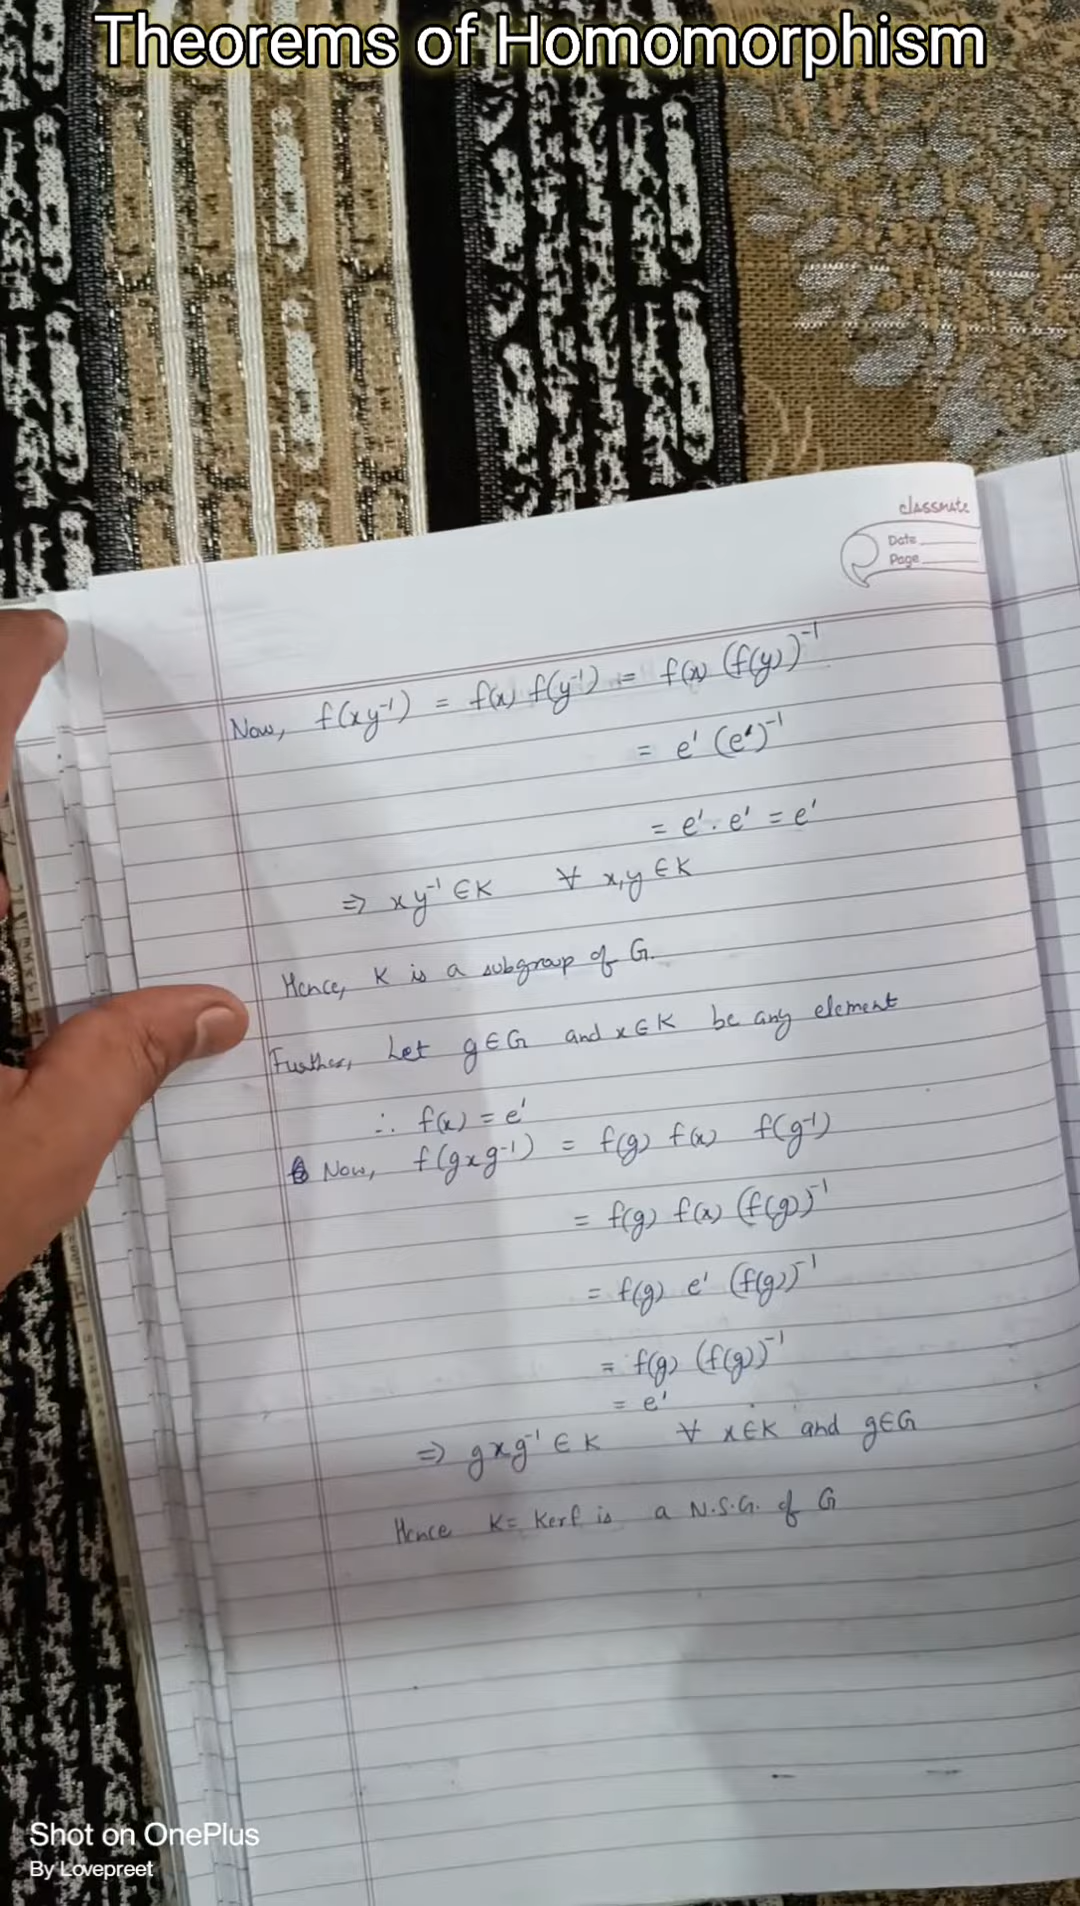 Theorems of Homomorphism
classmate
Date
Page
Now, f(xy⁻¹) = f(x) f(y⁻¹) = f(x) (f(y))⁻¹
= e' (e')⁻¹
= e'. e' = e'
⇒ xy⁻¹ ∈ K ∀ x,y ∈ K
Hence, K is a subgroup of G.
Further, Let g∈G and x∈K be any element
∴ f(x) = e'
Now, f(gxg⁻¹) = f(g) f(x) f(g⁻¹)
= f(g) f(x) (f(g))⁻¹
= f(g) e' (f(g))⁻¹
= f(g) (f(g))⁻¹
= e'
⇒ gxg⁻¹ ∈ K ∀ x∈K and g∈G
Hence K= Kerf is a N.S.G. of G
Shot on OnePlus
By Lovepreet